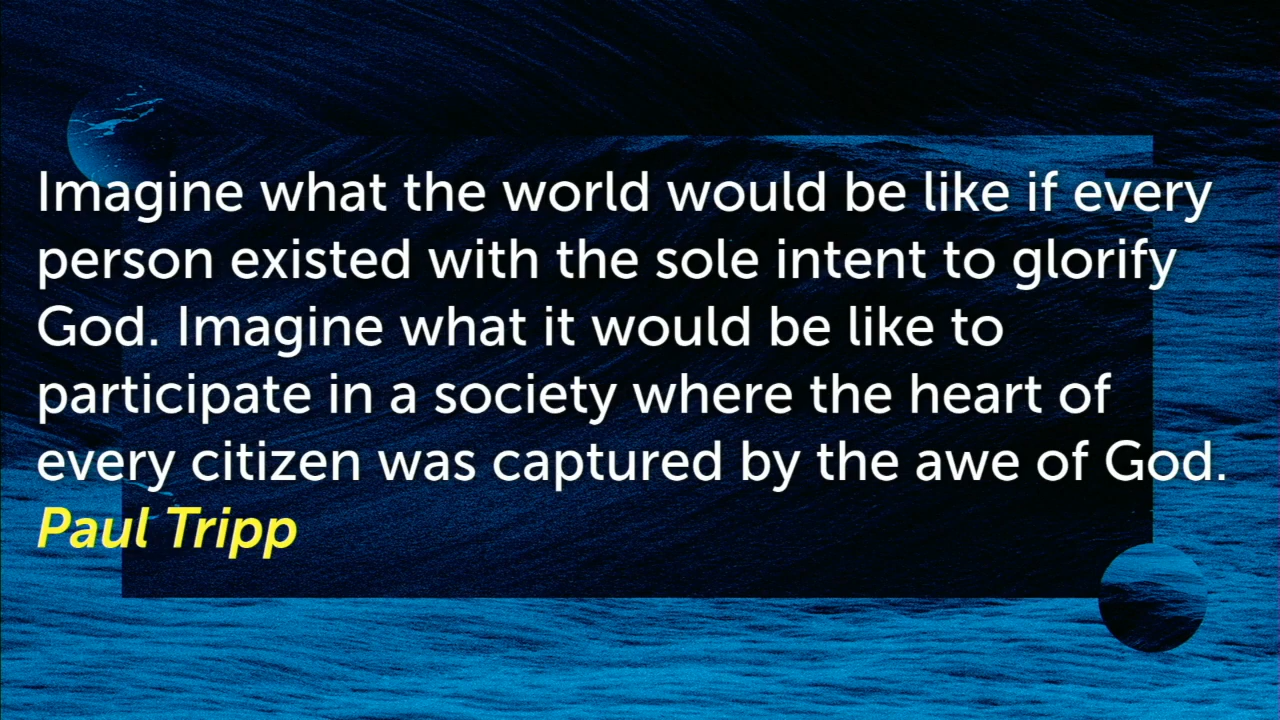 Imagine what the world would be like if every
person existed with the sole intent to glorify
God. Imagine what it would be like to
participate in a society where the heart of
every citizen was captured by the awe of God.
Paul Tripp